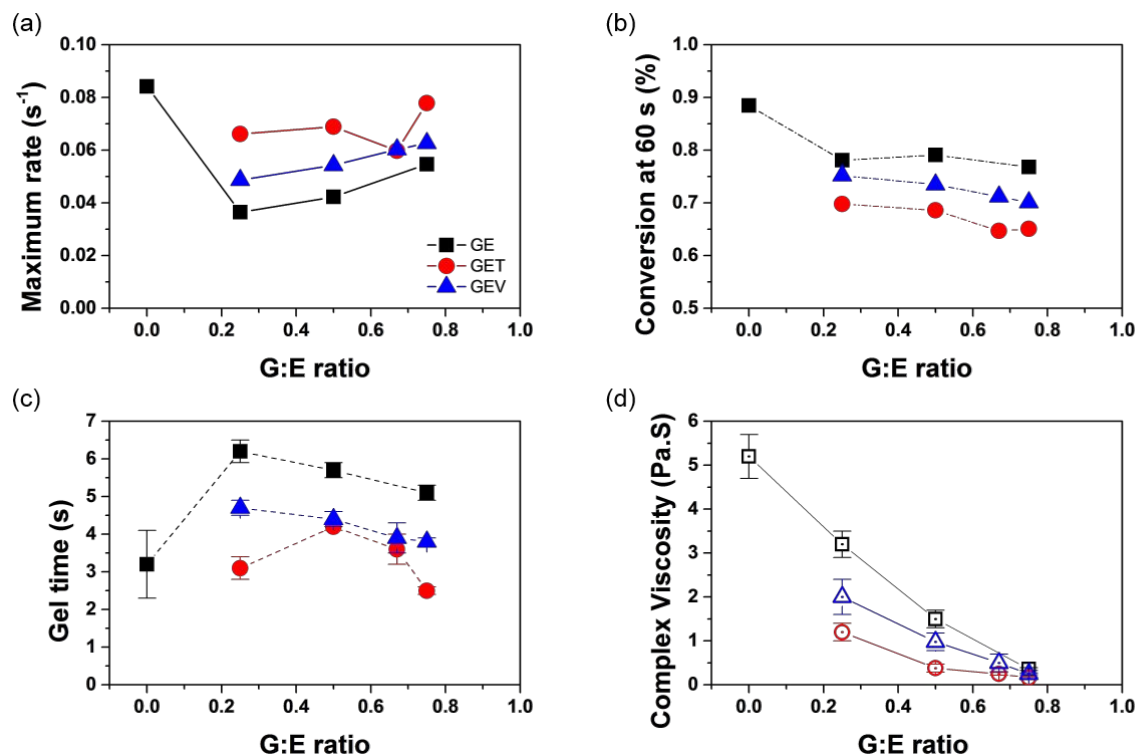 (a)
0.10
0.08
0.06
0.04
0.02
0.00
Maximum rate (s⁻¹)
GE
GET
GEV
0.0 0.2 0.4 0.6 0.8 1.0
G:E ratio
(b)
1.0
0.9
0.8
0.7
0.6
0.5
Conversion at 60 s (%)
0.0 0.2 0.4 0.6 0.8 1.0
G:E ratio
(c)
7
6
5
4
3
2
1
0
Gel time (s)
0.0 0.2 0.4 0.6 0.8 1.0
G:E ratio
(d)
6
5
4
3
2
1
0
Complex Viscosity (Pa.S)
0.0 0.2 0.4 0.6 0.8 1.0
G:E ratio